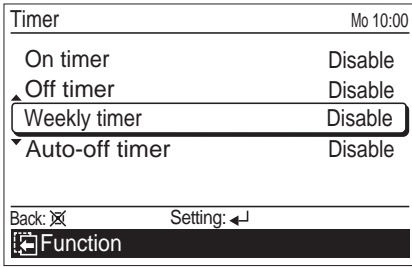 Timer Mo 10:00
On timer Disable
Off timer Disable
Weekly timer Disable
Auto-off timer Disable
Back: Setting:
Function